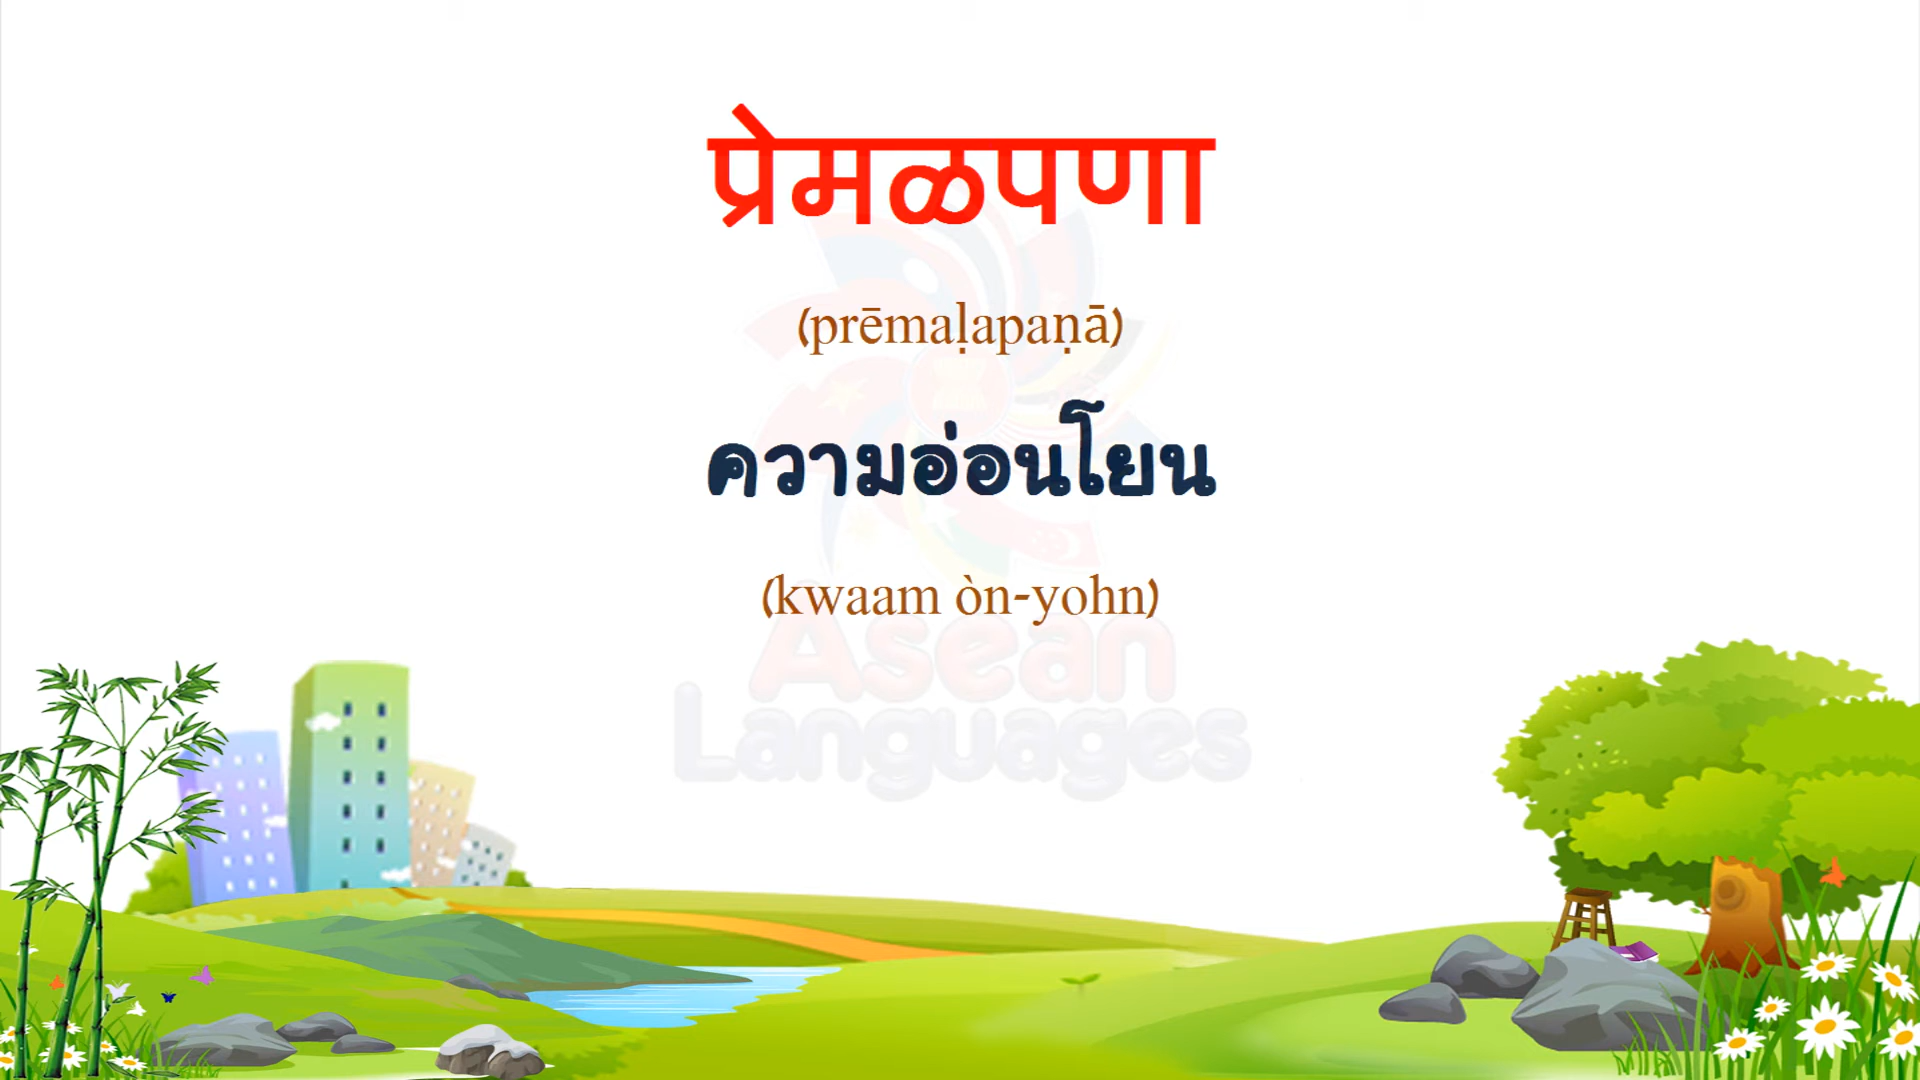 प्रेमळपणा
(prēmaḷapaṇā)
ความอ่อนโยน
(kwaam òn-yohn)
Asean
Languages